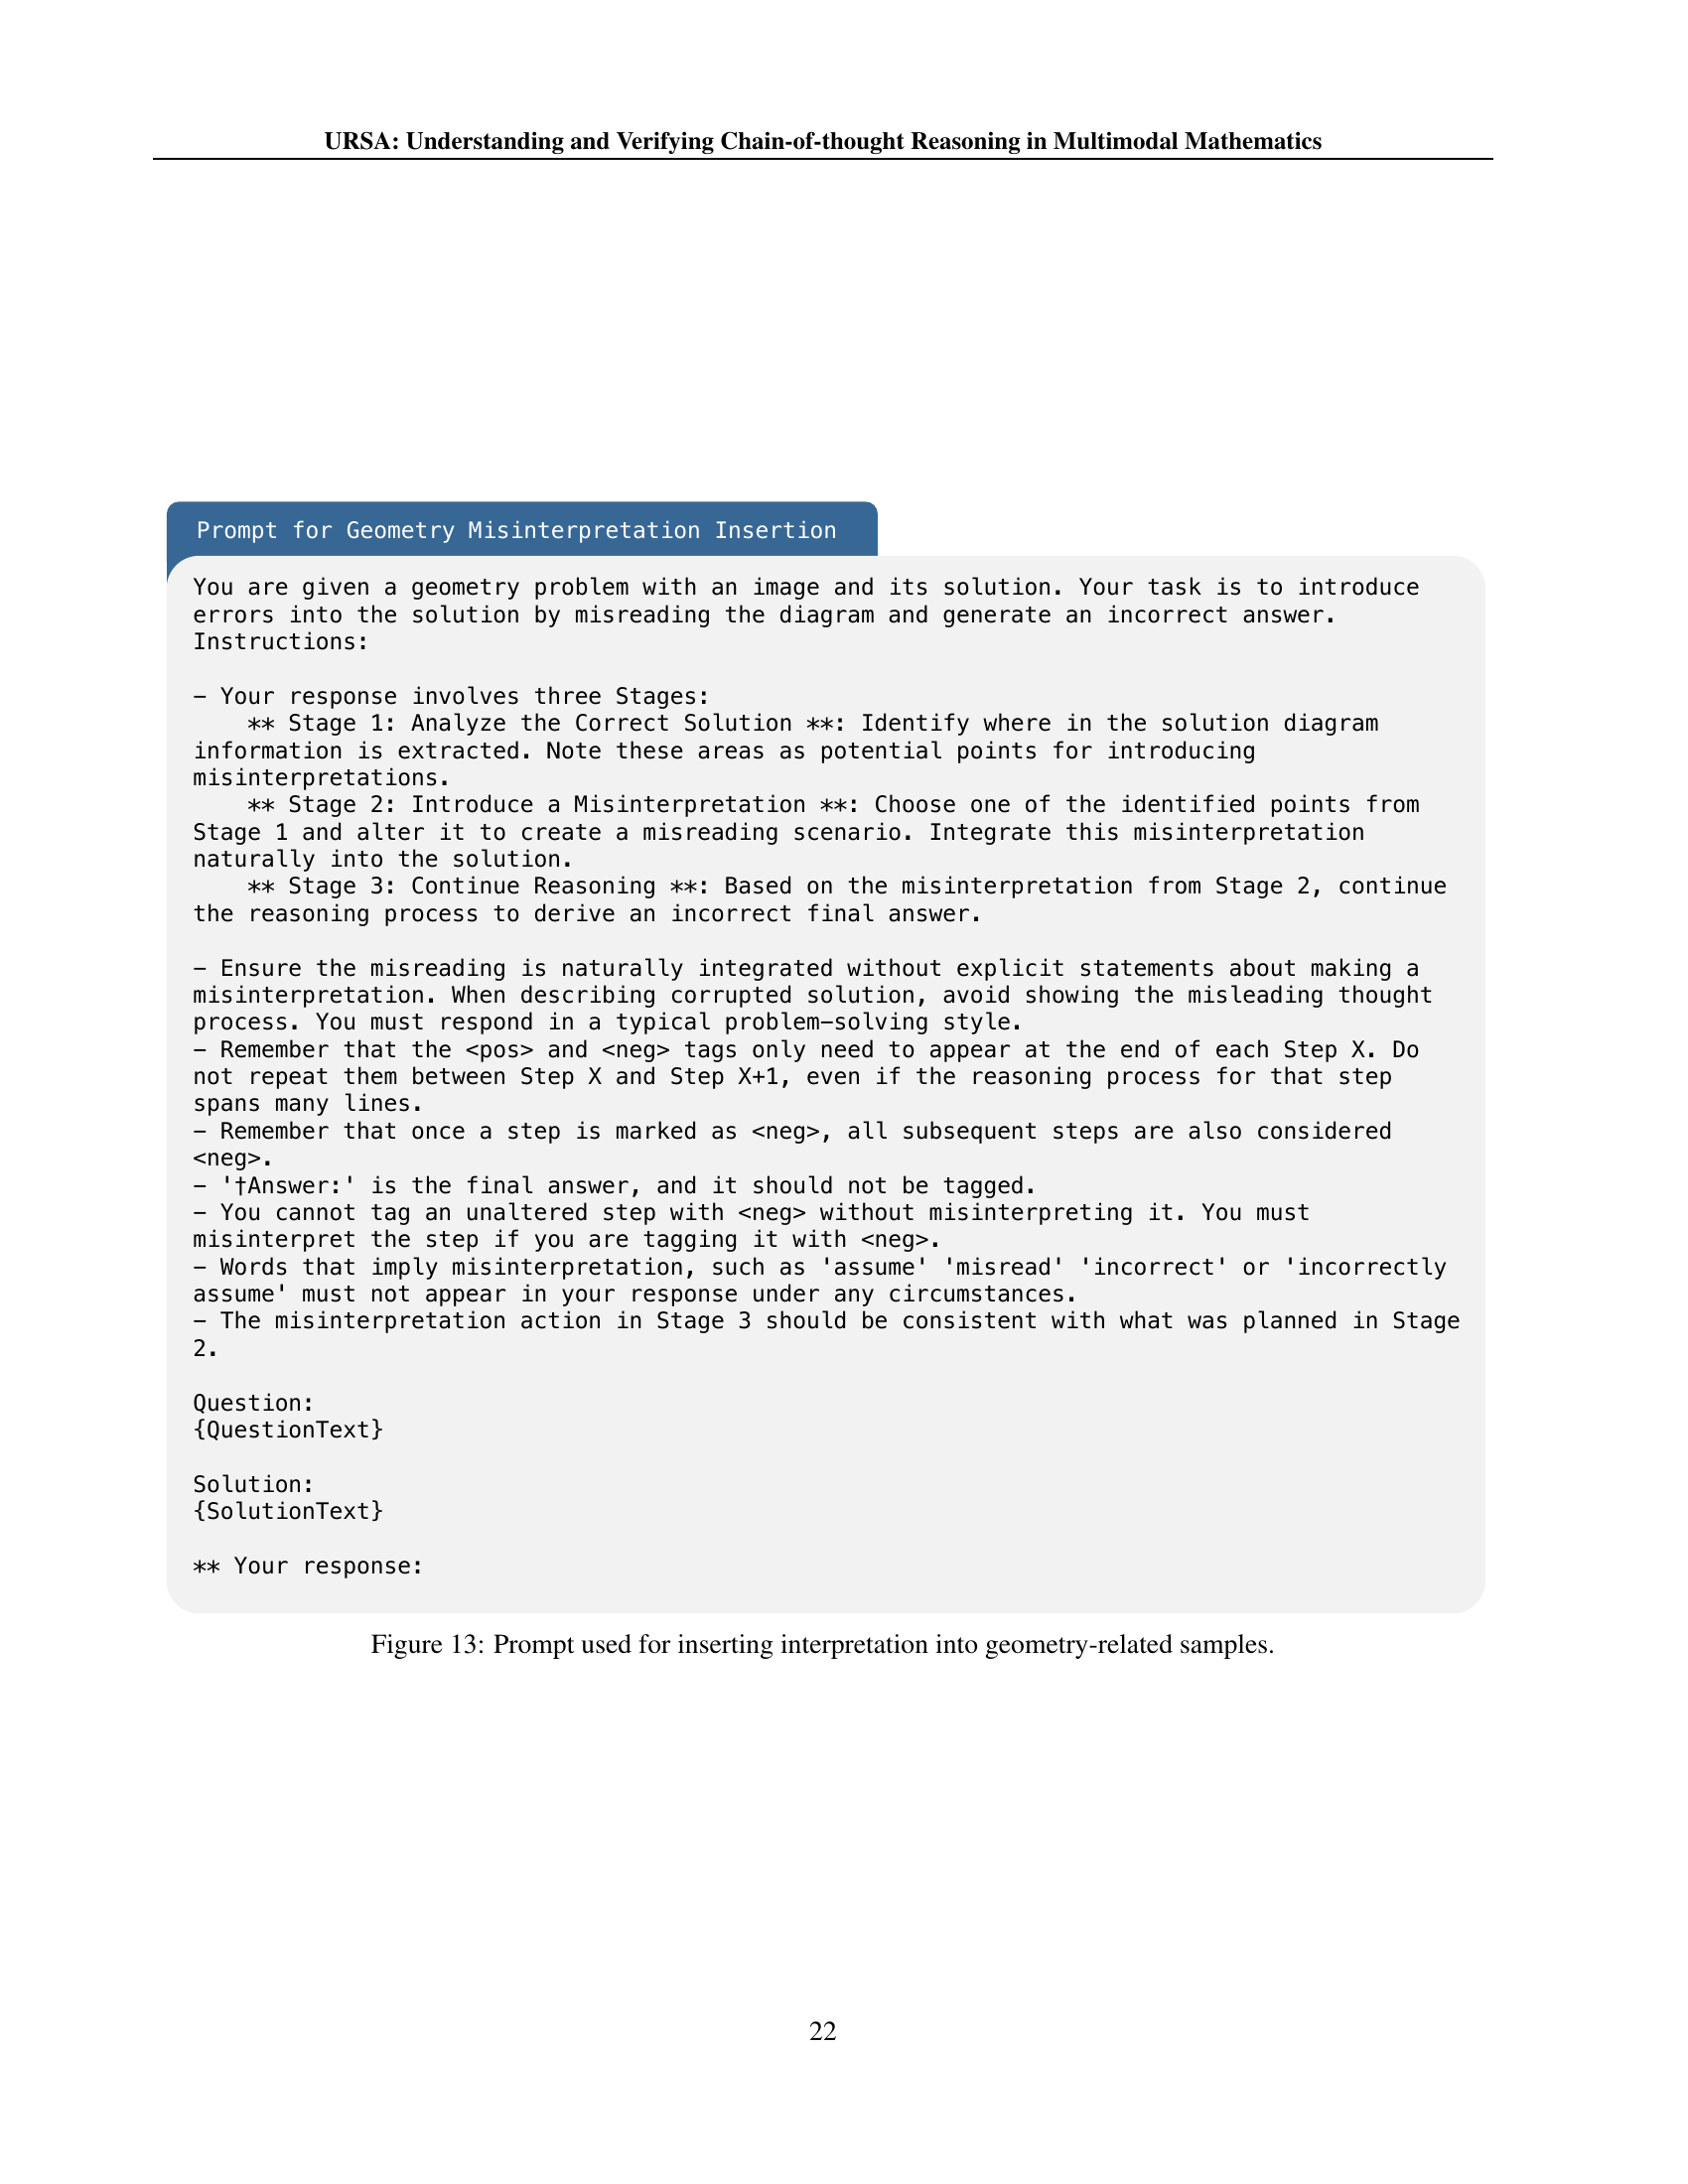 URSA: Understanding and Verifying Chain-of-thought Reasoning in Multimodal Mathematics
Prompt for Geometry Misinterpretation Insertion
You are given a geometry problem with an image and its solution. Your task is to introduce
errors into the solution by misreading the diagram and generate an incorrect answer.
Instructions:
– Your response involves three Stages:
** Stage 1: Analyze the Correct Solution **: Identify where in the solution diagram
information is extracted. Note these areas as potential points for introducing
misinterpretations.
** Stage 2: Introduce a Misinterpretation **: Choose one of the identified points from
Stage 1 and alter it to create a misreading scenario. Integrate this misinterpretation
naturally into the solution.
** Stage 3: Continue Reasoning **: Based on the misinterpretation from Stage 2, continue
the reasoning process to derive an incorrect final answer.
– Ensure the misreading is naturally integrated without explicit statements about making a
misinterpretation. When describing corrupted solution, avoid showing the misleading thought
process. You must respond in a typical problem–solving style.
– Remember that the <pos> and <neg> tags only need to appear at the end of each Step X. Do
not repeat them between Step X and Step X+1, even if the reasoning process for that step
spans many lines.
– Remember that once a step is marked as <neg>, all subsequent steps are also considered
<neg>.
– '†Answer:' is the final answer, and it should not be tagged.
– You cannot tag an unaltered step with <neg> without misinterpreting it. You must
misinterpret the step if you are tagging it with <neg>.
– Words that imply misinterpretation, such as 'assume' 'misread' 'incorrect' or 'incorrectly
assume' must not appear in your response under any circumstances.
– The misinterpretation action in Stage 3 should be consistent with what was planned in Stage
2.
Question:
{QuestionText}
Solution:
{SolutionText}
** Your response:
Figure 13: Prompt used for inserting interpretation into geometry-related samples.
22